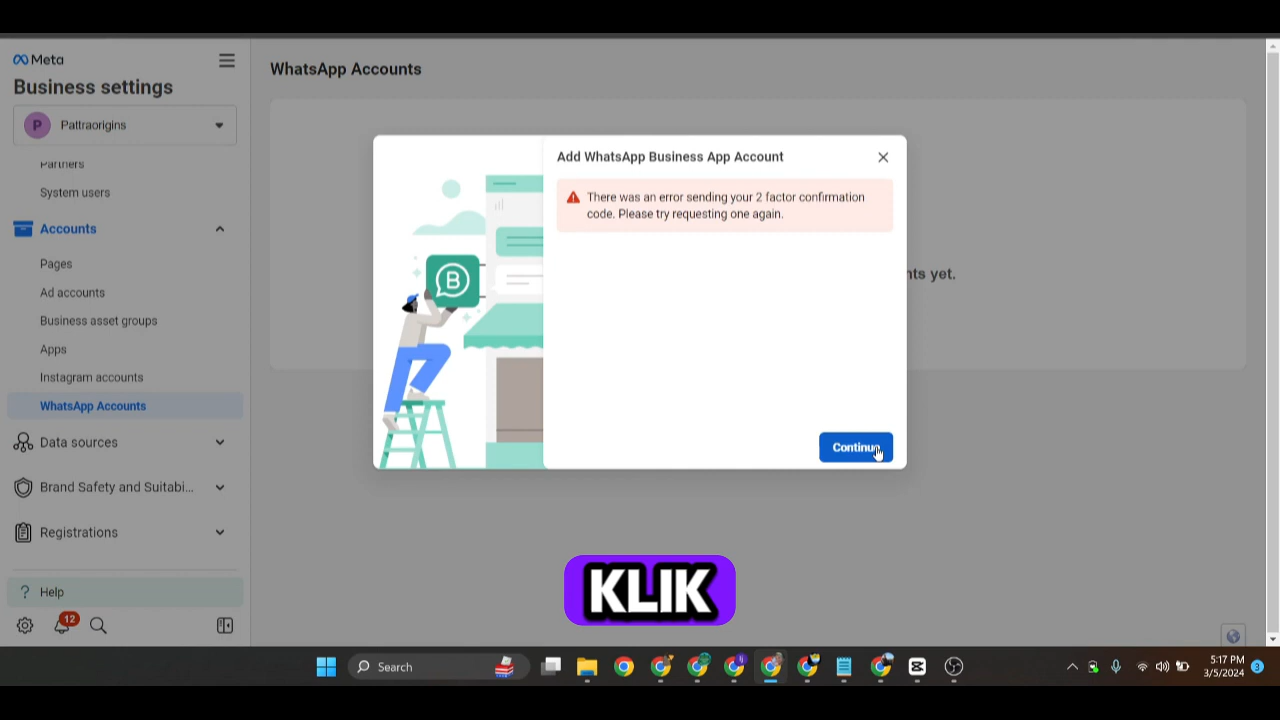 Meta
Business settings
P
Pattraorigins
Partners
System users
Accounts
Pages
Ad accounts
Business asset groups
Apps
Instagram accounts
WhatsApp Accounts
Data sources
Brand Safety and Suitabi...
Registrations
? Help
12
WhatsApp Accounts
Add WhatsApp Business App Account
There was an error sending your 2 factor confirmation
code. Please try requesting one again.
B
nts yet.
Continue
KLIK
Search
5:17 PM
3/5/2024
3